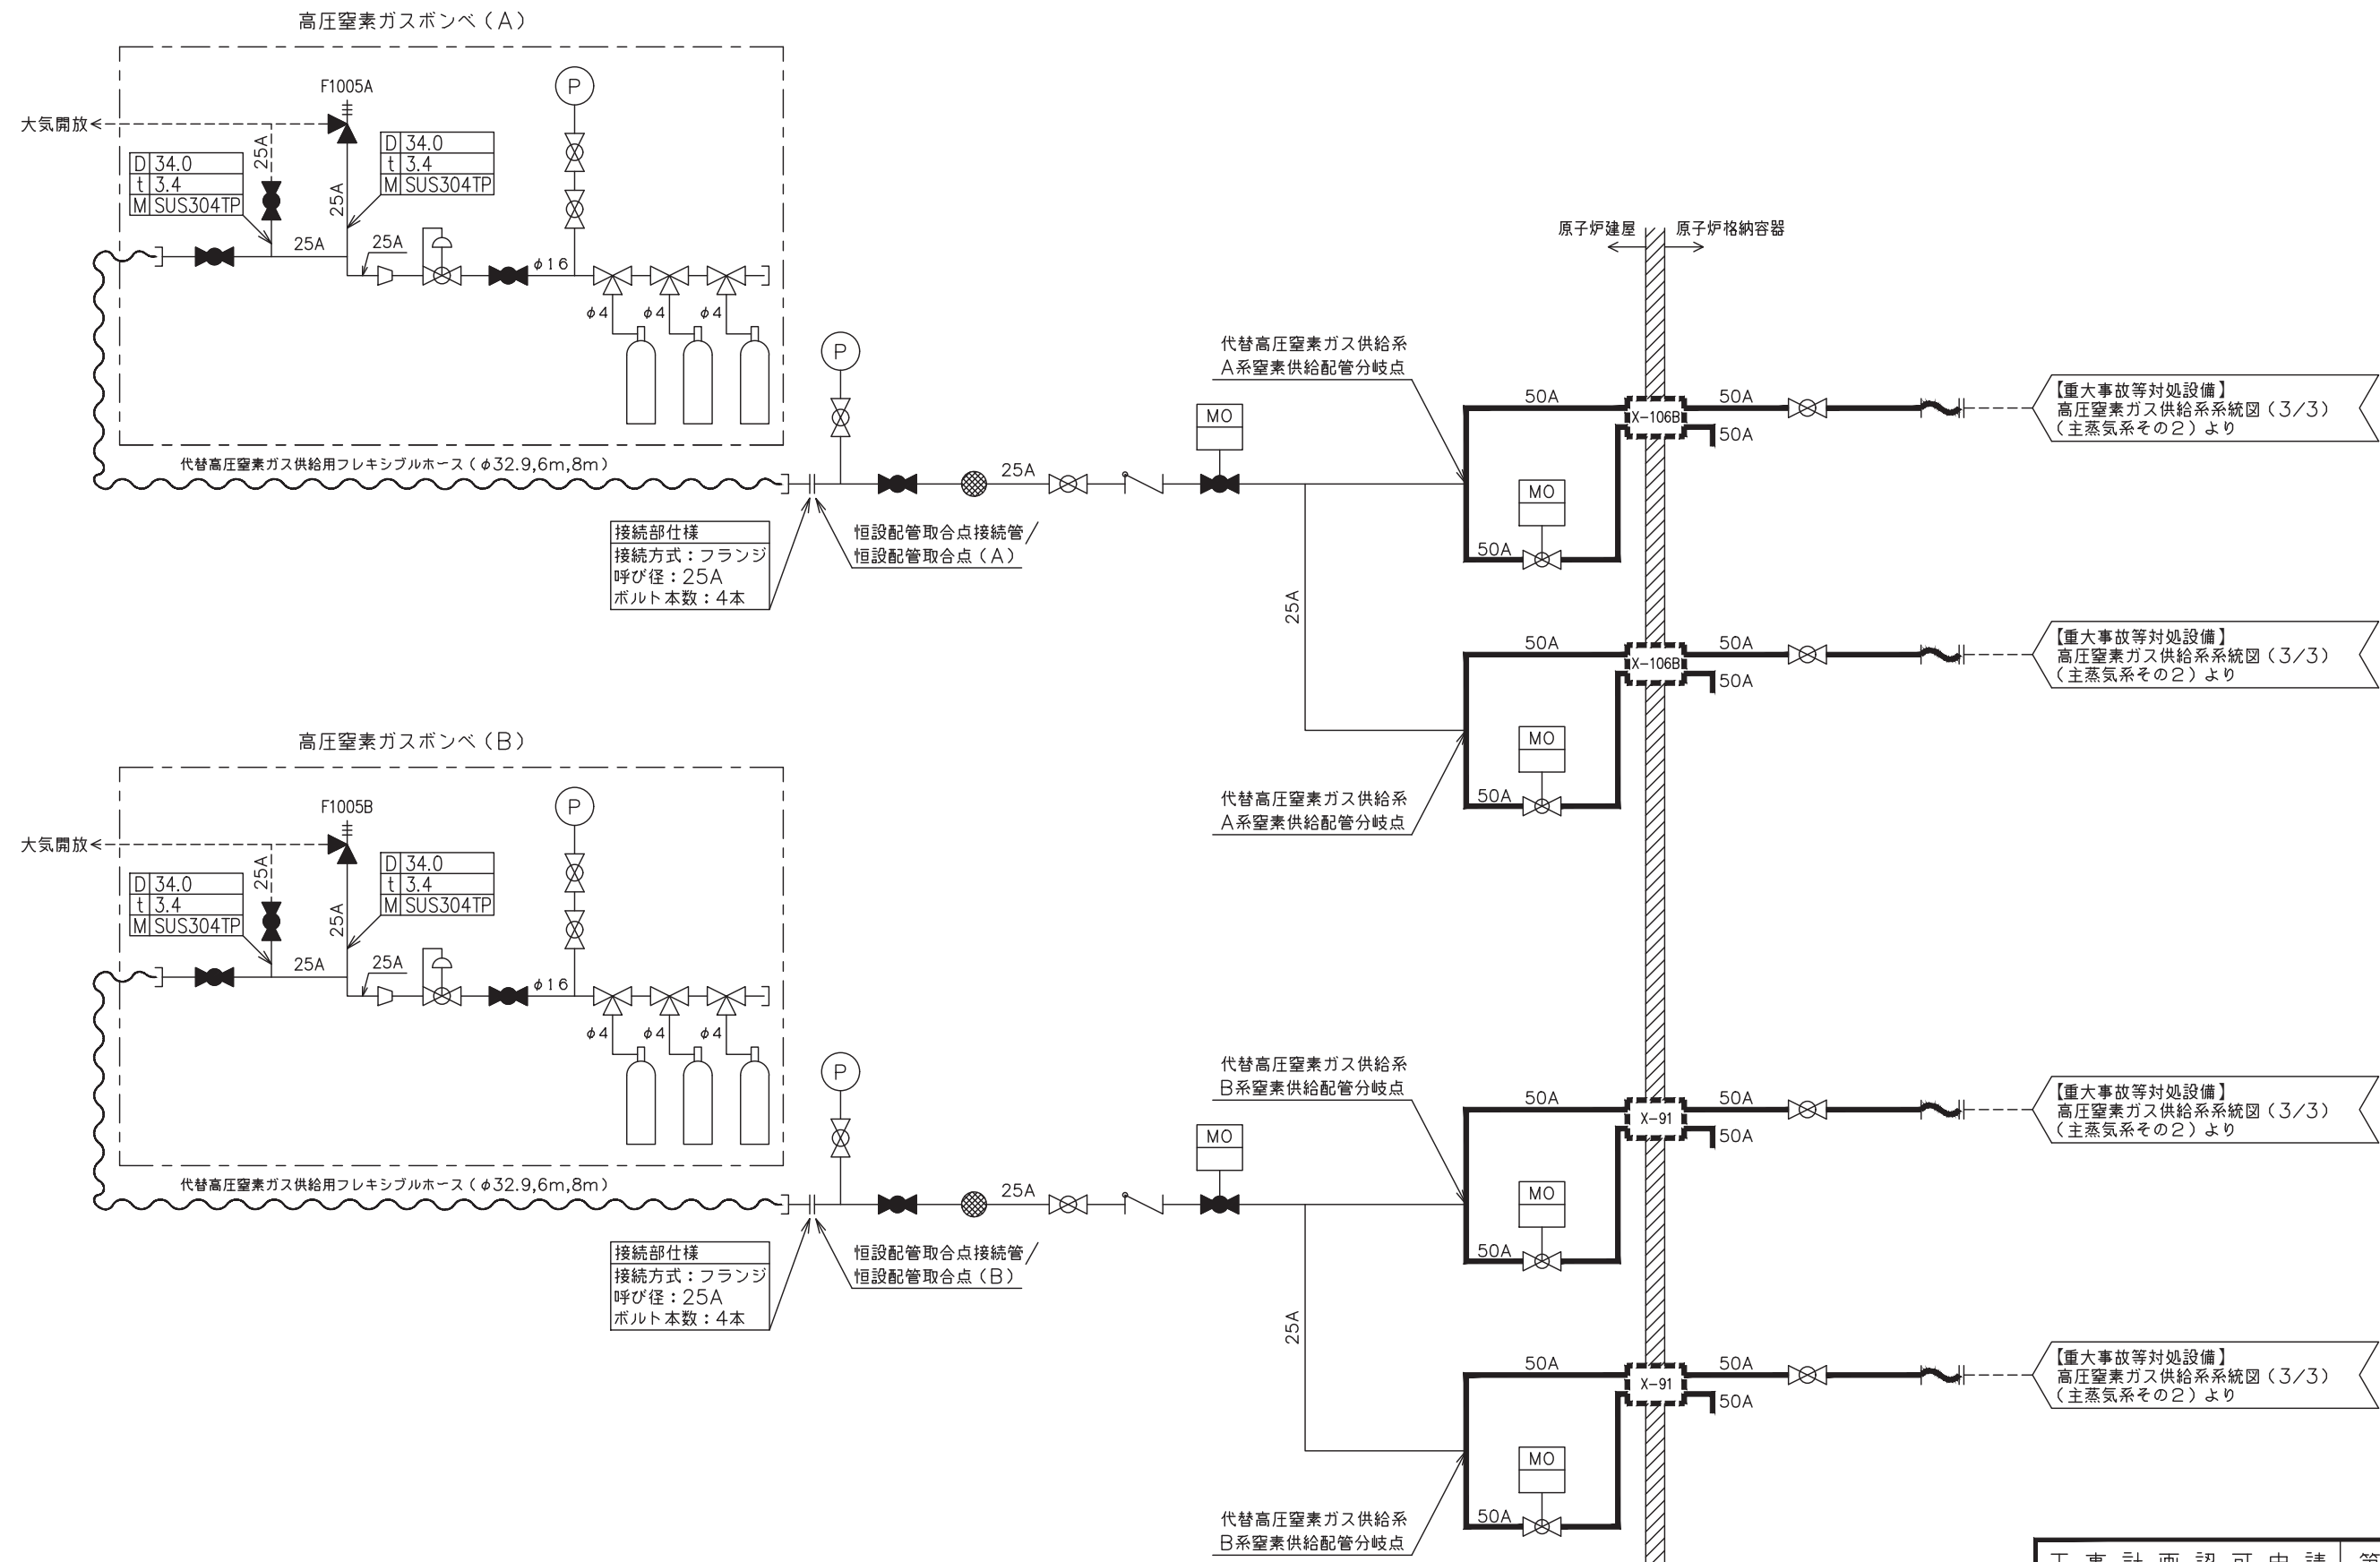 高圧窒素ガスボンベ（A）
F1005A
P
大気開放
25A
D 34.0
t 3.4
M SUS304TP
D 34.0
t 3.4
M SUS304TP
25A
25A
25A
φ16
φ4
φ4
φ4
代替高圧窒素ガス供給用フレキシブルホース（φ32.9,6m,8m）
P
25A
MO
接続部仕様
接続方式：フランジ
呼び径：25A
ボルト本数：4本
恒設配管取合点接続管／
恒設配管取合点（A）
原子炉建屋
原子炉格納容器
代替高圧窒素ガス供給系
A系窒素供給配管分岐点
50A
X-106B
50A
50A
MO
50A
【重大事故等対処設備】
高圧窒素ガス供給系系統図（3／3）
（主蒸気系その2）より
25A
50A
X-106B
50A
50A
MO
50A
【重大事故等対処設備】
高圧窒素ガス供給系系統図（3／3）
（主蒸気系その2）より
代替高圧窒素ガス供給系
A系窒素供給配管分岐点
高圧窒素ガスボンベ（B）
F1005B
P
大気開放
25A
D 34.0
t 3.4
M SUS304TP
D 34.0
t 3.4
M SUS304TP
25A
25A
25A
φ16
φ4
φ4
φ4
代替高圧窒素ガス供給用フレキシブルホース（φ32.9,6m,8m）
P
25A
MO
接続部仕様
接続方式：フランジ
呼び径：25A
ボルト本数：4本
恒設配管取合点接続管／
恒設配管取合点（B）
代替高圧窒素ガス供給系
B系窒素供給配管分岐点
50A
X-91
50A
50A
MO
50A
【重大事故等対処設備】
高圧窒素ガス供給系系統図（3／3）
（主蒸気系その2）より
25A
50A
X-91
50A
50A
MO
50A
【重大事故等対処設備】
高圧窒素ガス供給系系統図（3／3）
（主蒸気系その2）より
代替高圧窒素ガス供給系
B系窒素供給配管分岐点
工事計画認可申請